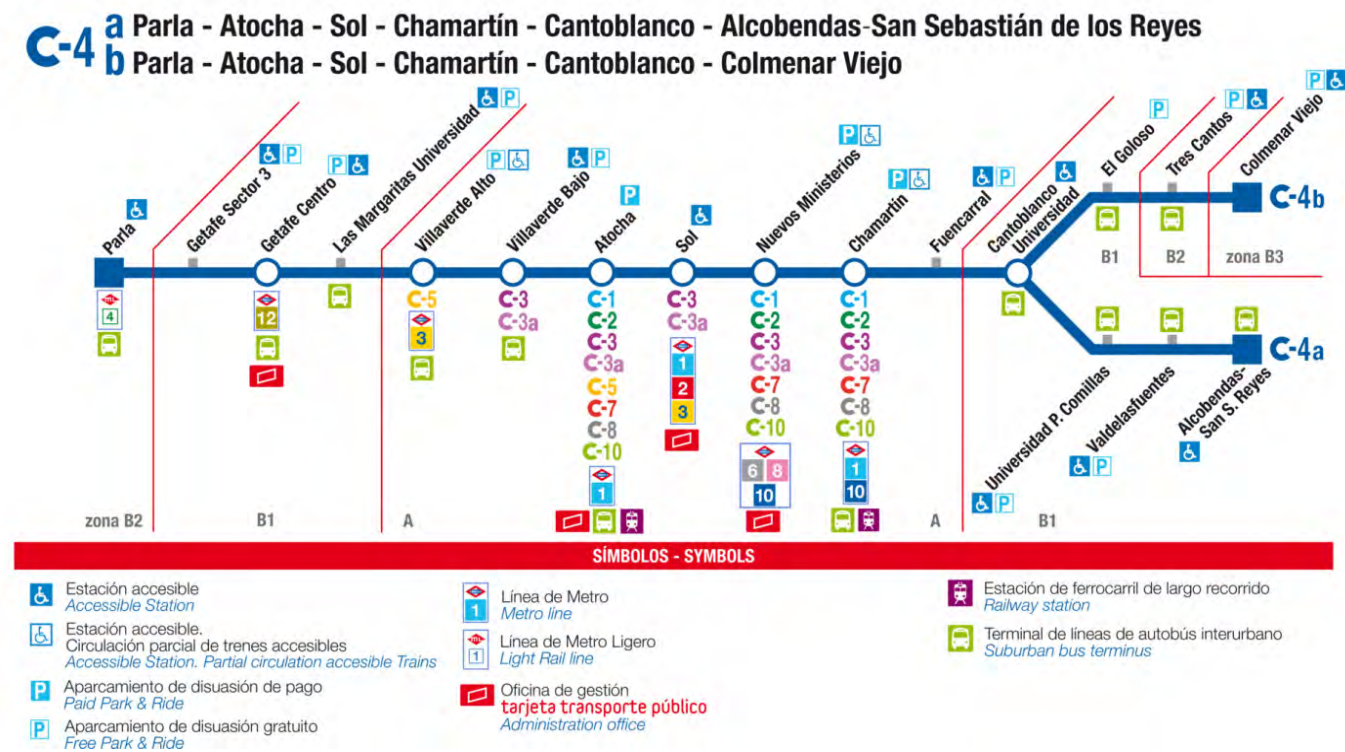 C-4 a Parla - Atocha - Sol - Chamartín - Cantoblanco - Alcobendas-San Sebastián de los Reyes
b Parla - Atocha - Sol - Chamartín - Cantoblanco - Colmenar Viejo
Parla
Getafe Sector 3
Getafe Centro
Las Margaritas Universidad
Villaverde Alto
Villaverde Bajo
Atocha
Sol
Nuevos Ministerios
Chamartín
Fuencarral
Cantoblanco
Universidad
El Goloso
Tres Cantos
Colmenar Viejo
C-4b
B1
B2
zona B3
C-4a
Universidad P. Comillas
Valdelasfuentes
Alcobendas-
San S. Reyes
ML
4
12
C-5
3
C-3
C-3a
C-1
C-2
C-3
C-3a
C-5
C-7
C-8
C-10
1
C-3
C-3a
1
2
3
C-1
C-2
C-3
C-3a
C-7
C-8
C-10
6 8
10
C-1
C-2
C-3
C-3a
C-7
C-8
C-10
1
10
zona B2
B1
A
A
B1
SÍMBOLOS - SYMBOLS
Estación accesible
Accessible Station
Estación accesible.
Circulación parcial de trenes accesibles
Accessible Station. Partial circulation accesible Trains
P Aparcamiento de disuasión de pago
Paid Park & Ride
P Aparcamiento de disuasión gratuito
Free Park & Ride
1 Línea de Metro
Metro line
ML 1 Línea de Metro Ligero
Light Rail line
Oficina de gestión
tarjeta transporte público
Administration office
Estación de ferrocarril de largo recorrido
Railway station
Terminal de líneas de autobús interurbano
Suburban bus terminus